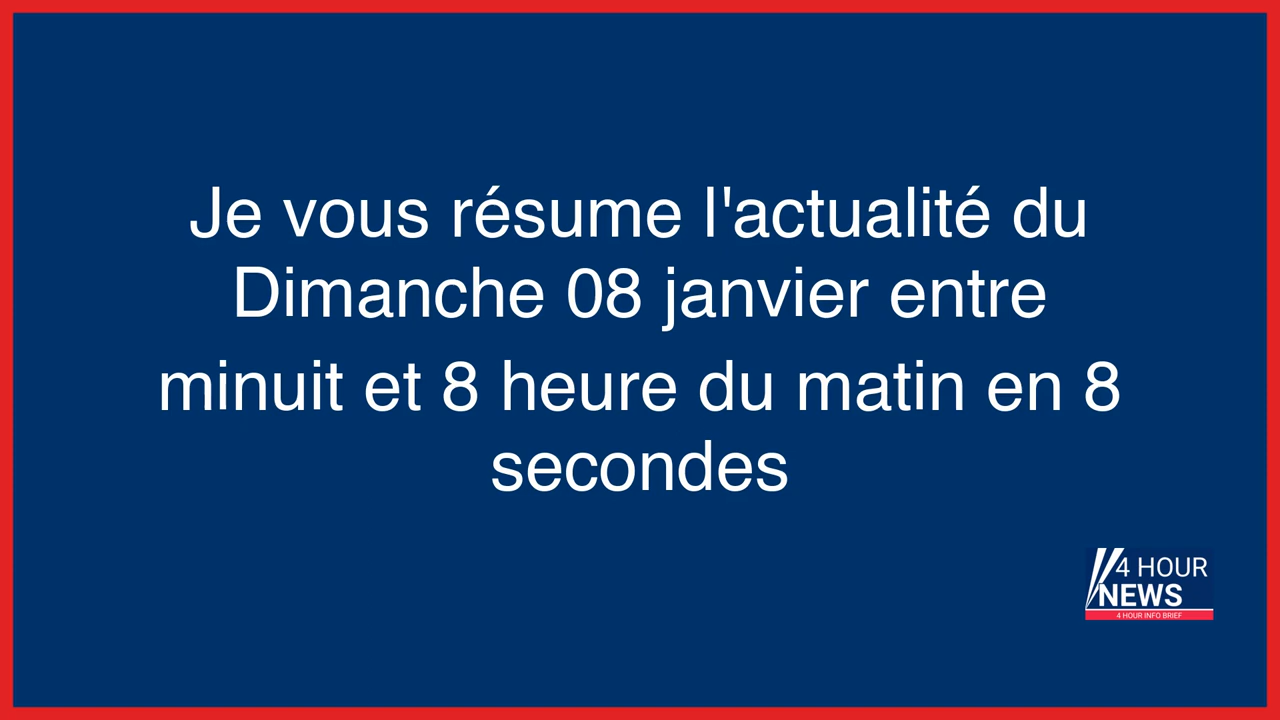 Je vous résume l'actualité du
Dimanche 08 janvier entre
minuit et 8 heure du matin en 8
secondes
4 HOUR
NEWS
4 HOUR INFO BRIEF